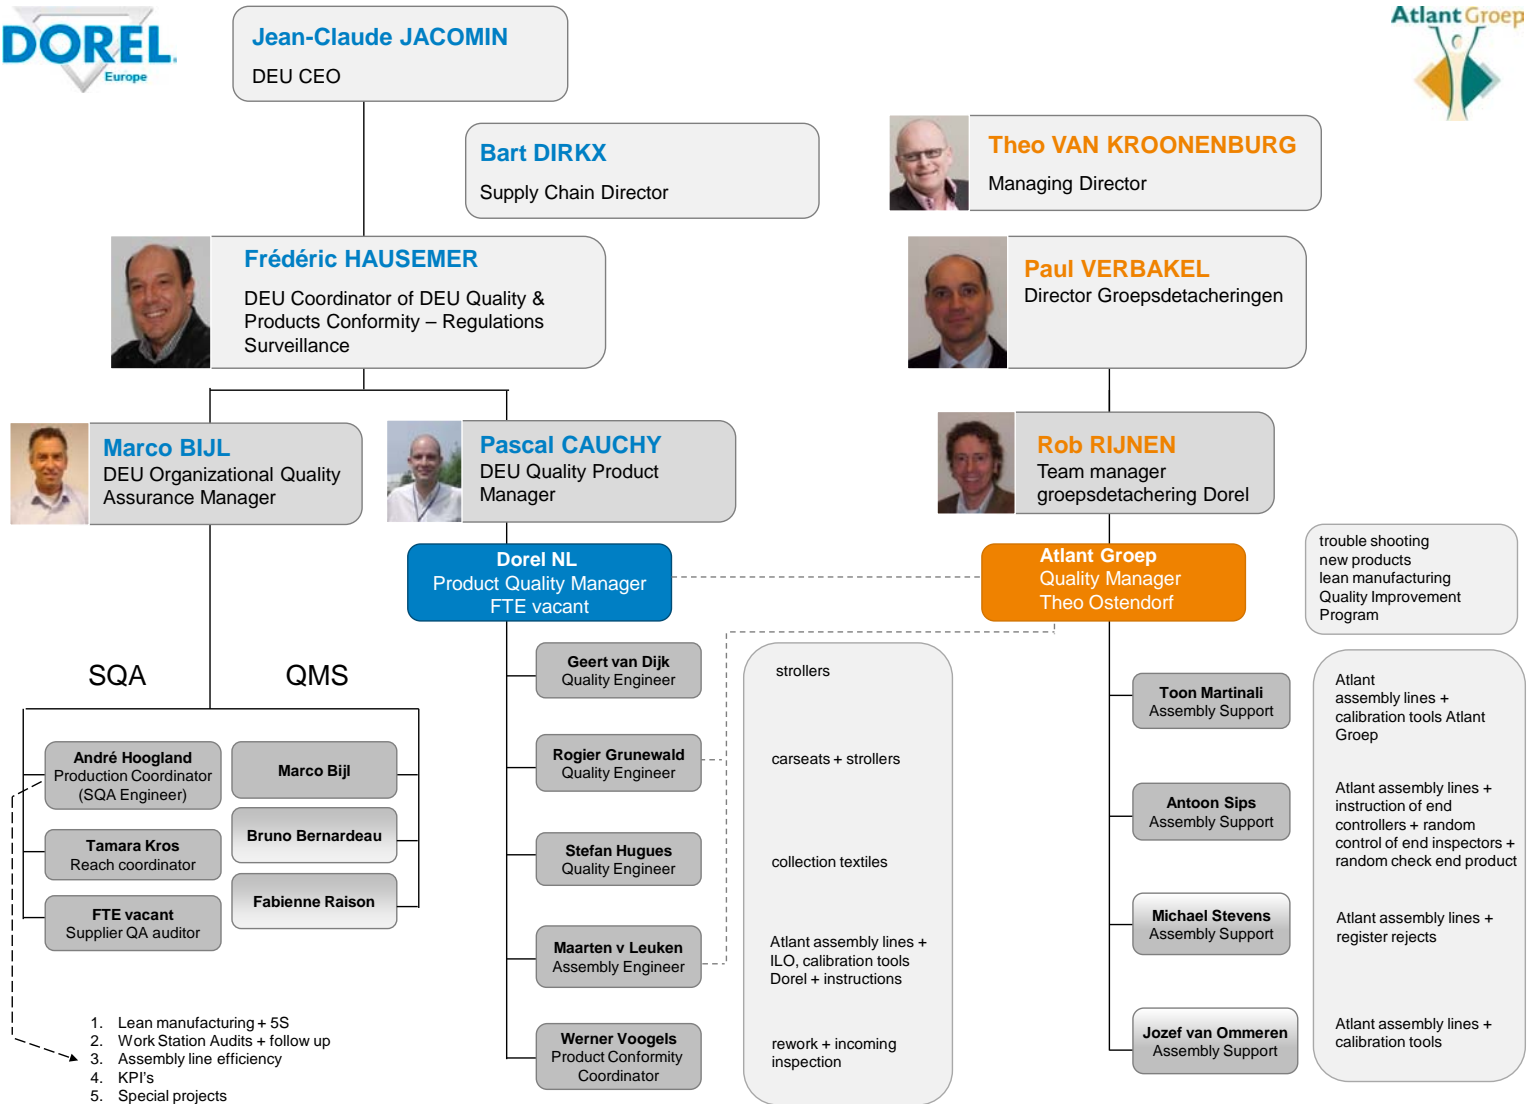 DOREL
Europe
Atlant Groep
Jean-Claude JACOMIN
DEU CEO
Bart DIRKX
Supply Chain Director
Theo VAN KROONENBURG
Managing Director
Frédéric HAUSEMER
DEU Coordinator of DEU Quality &
Products Conformity – Regulations
Surveillance
Paul VERBAKEL
Director Groepsdetacheringen
Marco BIJL
DEU Organizational Quality
Assurance Manager
Pascal CAUCHY
DEU Quality Product
Manager
Rob RIJNEN
Team manager
groepsdetachering Dorel
Dorel NL
Product Quality Manager
FTE vacant
Atlant Groep
Quality Manager
Theo Ostendorf
trouble shooting
new products
lean manufacturing
Quality Improvement
Program
SQA
QMS
André Hoogland
Production Coordinator
(SQA Engineer)
Tamara Kros
Reach coordinator
FTE vacant
Supplier QA auditor
Marco Bijl
Bruno Bernardeau
Fabienne Raison
1. Lean manufacturing + 5S
2. Work Station Audits + follow up
3. Assembly line efficiency
4. KPI's
5. Special projects
Geert van Dijk
Quality Engineer
strollers
Rogier Grunewald
Quality Engineer
carseats + strollers
Stefan Hugues
Quality Engineer
collection textiles
Maarten v Leuken
Assembly Engineer
Atlant assembly lines +
ILO, calibration tools
Dorel + instructions
Werner Voogels
Product Conformity
Coordinator
rework + incoming
inspection
Toon Martinali
Assembly Support
Atlant
assembly lines +
calibration tools Atlant
Groep
Antoon Sips
Assembly Support
Atlant assembly lines +
instruction of end
controllers + random
control of end inspectors +
random check end product
Michael Stevens
Assembly Support
Atlant assembly lines +
register rejects
Jozef van Ommeren
Assembly Support
Atlant assembly lines +
calibration tools